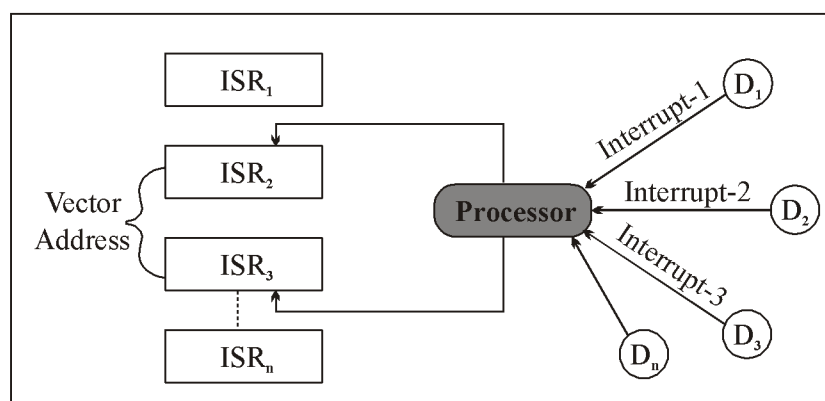 ISR₁
ISR₂
Vector
Address
ISR₃
ISRₙ
Processor
Interrupt-1
Interrupt-2
Interrupt-3
D₁
D₂
D₃
Dₙ